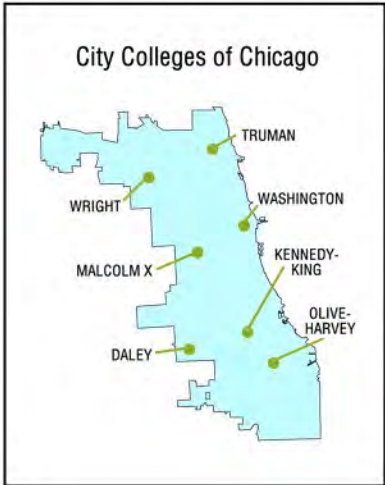 City Colleges of Chicago
TRUMAN
WRIGHT
WASHINGTON
MALCOLM X
KENNEDY-
KING
OLIVE-
HARVEY
DALEY